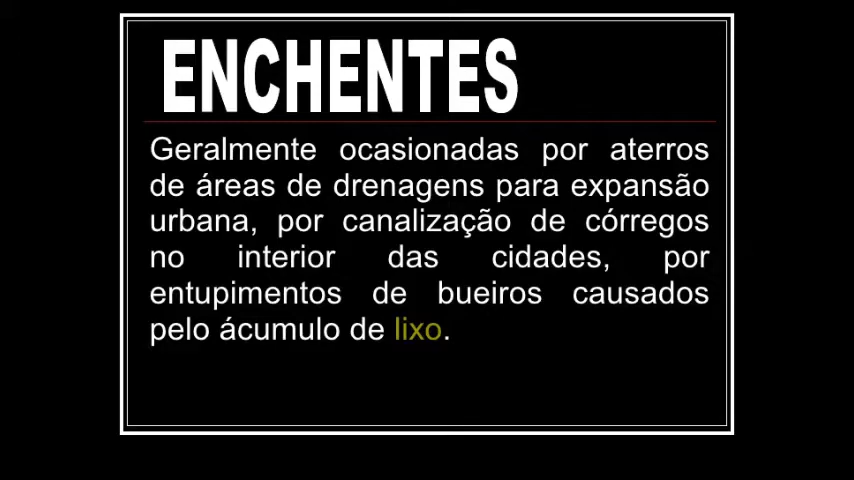 ENCHENTES
Geralmente ocasionadas por aterros
de áreas de drenagens para expansão
urbana, por canalização de córregos
no interior das cidades, por
entupimentos de bueiros causados
pelo ácumulo de lixo.